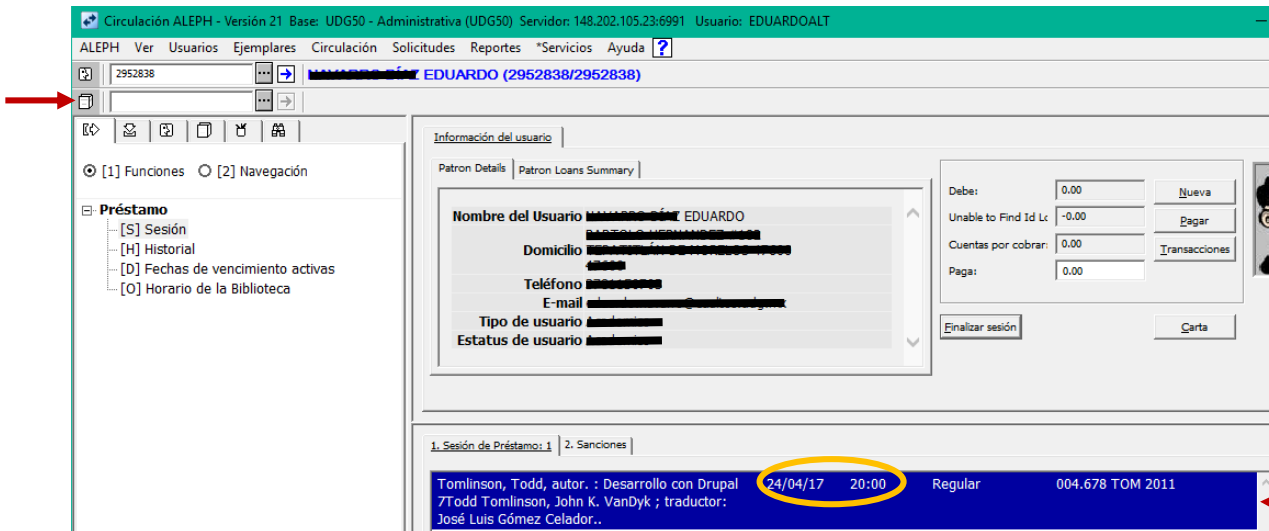 Circulación ALEPH - Versión 21 Base: UDG50 - Administrativa (UDG50) Servidor: 148.202.105.23:6991 Usuario: EDUARDOALT
ALEPH Ver Usuarios Ejemplares Circulación Solicitudes Reportes *Servicios Ayuda ?
2952838 ... EDUARDO (2952838/2952838)
...
[1] Funciones [2] Navegación
Préstamo
[S] Sesión
[H] Historial
[D] Fechas de vencimiento activas
[O] Horario de la Biblioteca
Información del usuario
Patron Details Patron Loans Summary
Nombre del Usuario EDUARDO
Domicilio
Teléfono
E-mail
Tipo de usuario
Estatus de usuario
Debe: 0.00 Nueva
Unable to Find Id Lc -0.00 Pagar
Cuentas por cobrar: 0.00 Transacciones
Paga: 0.00
Finalizar sesión Carta
1. Sesión de Préstamo: 1 2. Sanciones
Tomlinson, Todd, autor. : Desarrollo con Drupal 24/04/17 20:00 Regular 004.678 TOM 2011
7Todd Tomlinson, John K. VanDyk ; traductor:
José Luis Gómez Celador..